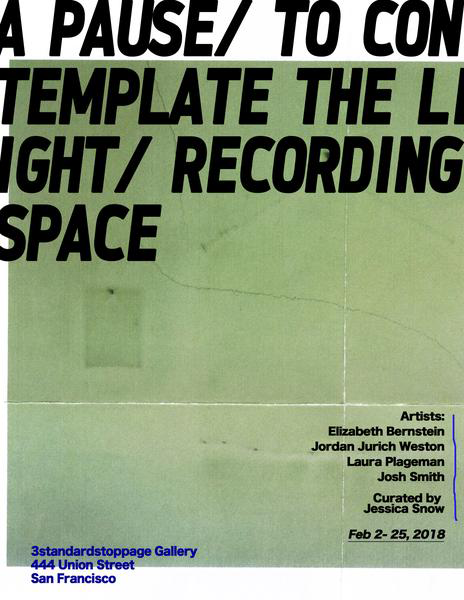 A PAUSE/ TO CON
TEMPLATE THE LI
IGHT/ RECORDING
SPACE
Artists:
Elizabeth Bernstein
Jordan Jurich Weston
Laura Plageman
Josh Smith
Curated by
Jessica Snow
Feb 2- 25, 2018
3standardstoppage Gallery
444 Union Street
San Francisco